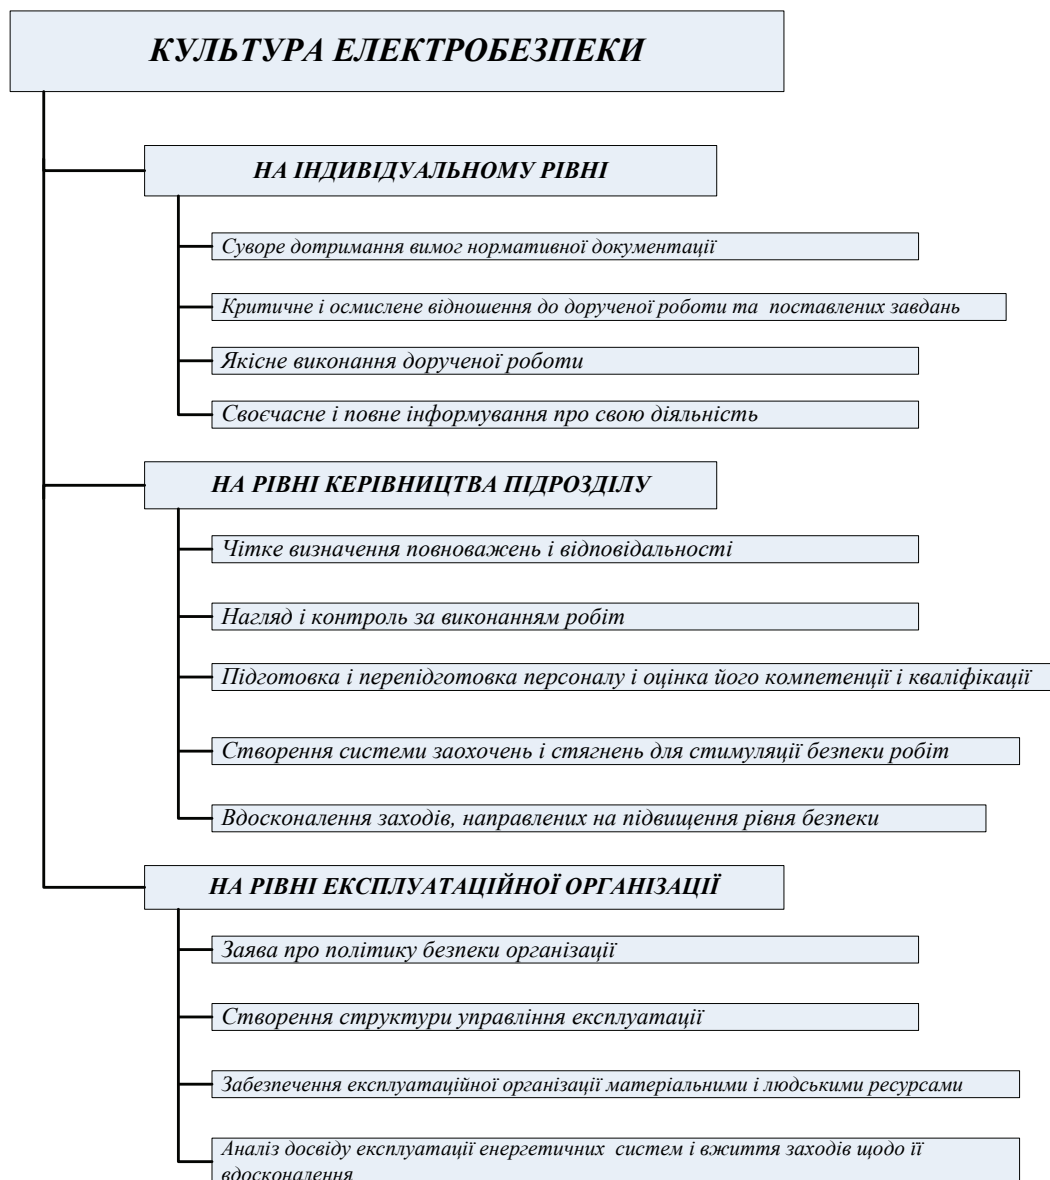 КУЛЬТУРА ЕЛЕКТРОБЕЗПЕКИ
НА ІНДИВІДУАЛЬНОМУ РІВНІ
Суворе дотримання вимог нормативної документації
Критичне і осмислене відношення до дорученої роботи та поставлених завдань
Якісне виконання дорученої роботи
Своєчасне і повне інформування про свою діяльність
НА РІВНІ КЕРІВНИЦТВА ПІДРОЗДІЛУ
Чітке визначення повноважень і відповідальності
Нагляд і контроль за виконанням робіт
Підготовка і перепідготовка персоналу і оцінка його компетенції і кваліфікації
Створення системи заохочень і стягнень для стимуляції безпеки робіт
Вдосконалення заходів, направлених на підвищення рівня безпеки
НА РІВНІ ЕКСПЛУАТАЦІЙНОЇ ОРГАНІЗАЦІЇ
Заява про політику безпеки організації
Створення структури управління експлуатації
Забезпечення експлуатаційної організації матеріальними і людськими ресурсами
Аналіз досвіду експлуатації енергетичних систем і вжиття заходів щодо її
вдосконалення